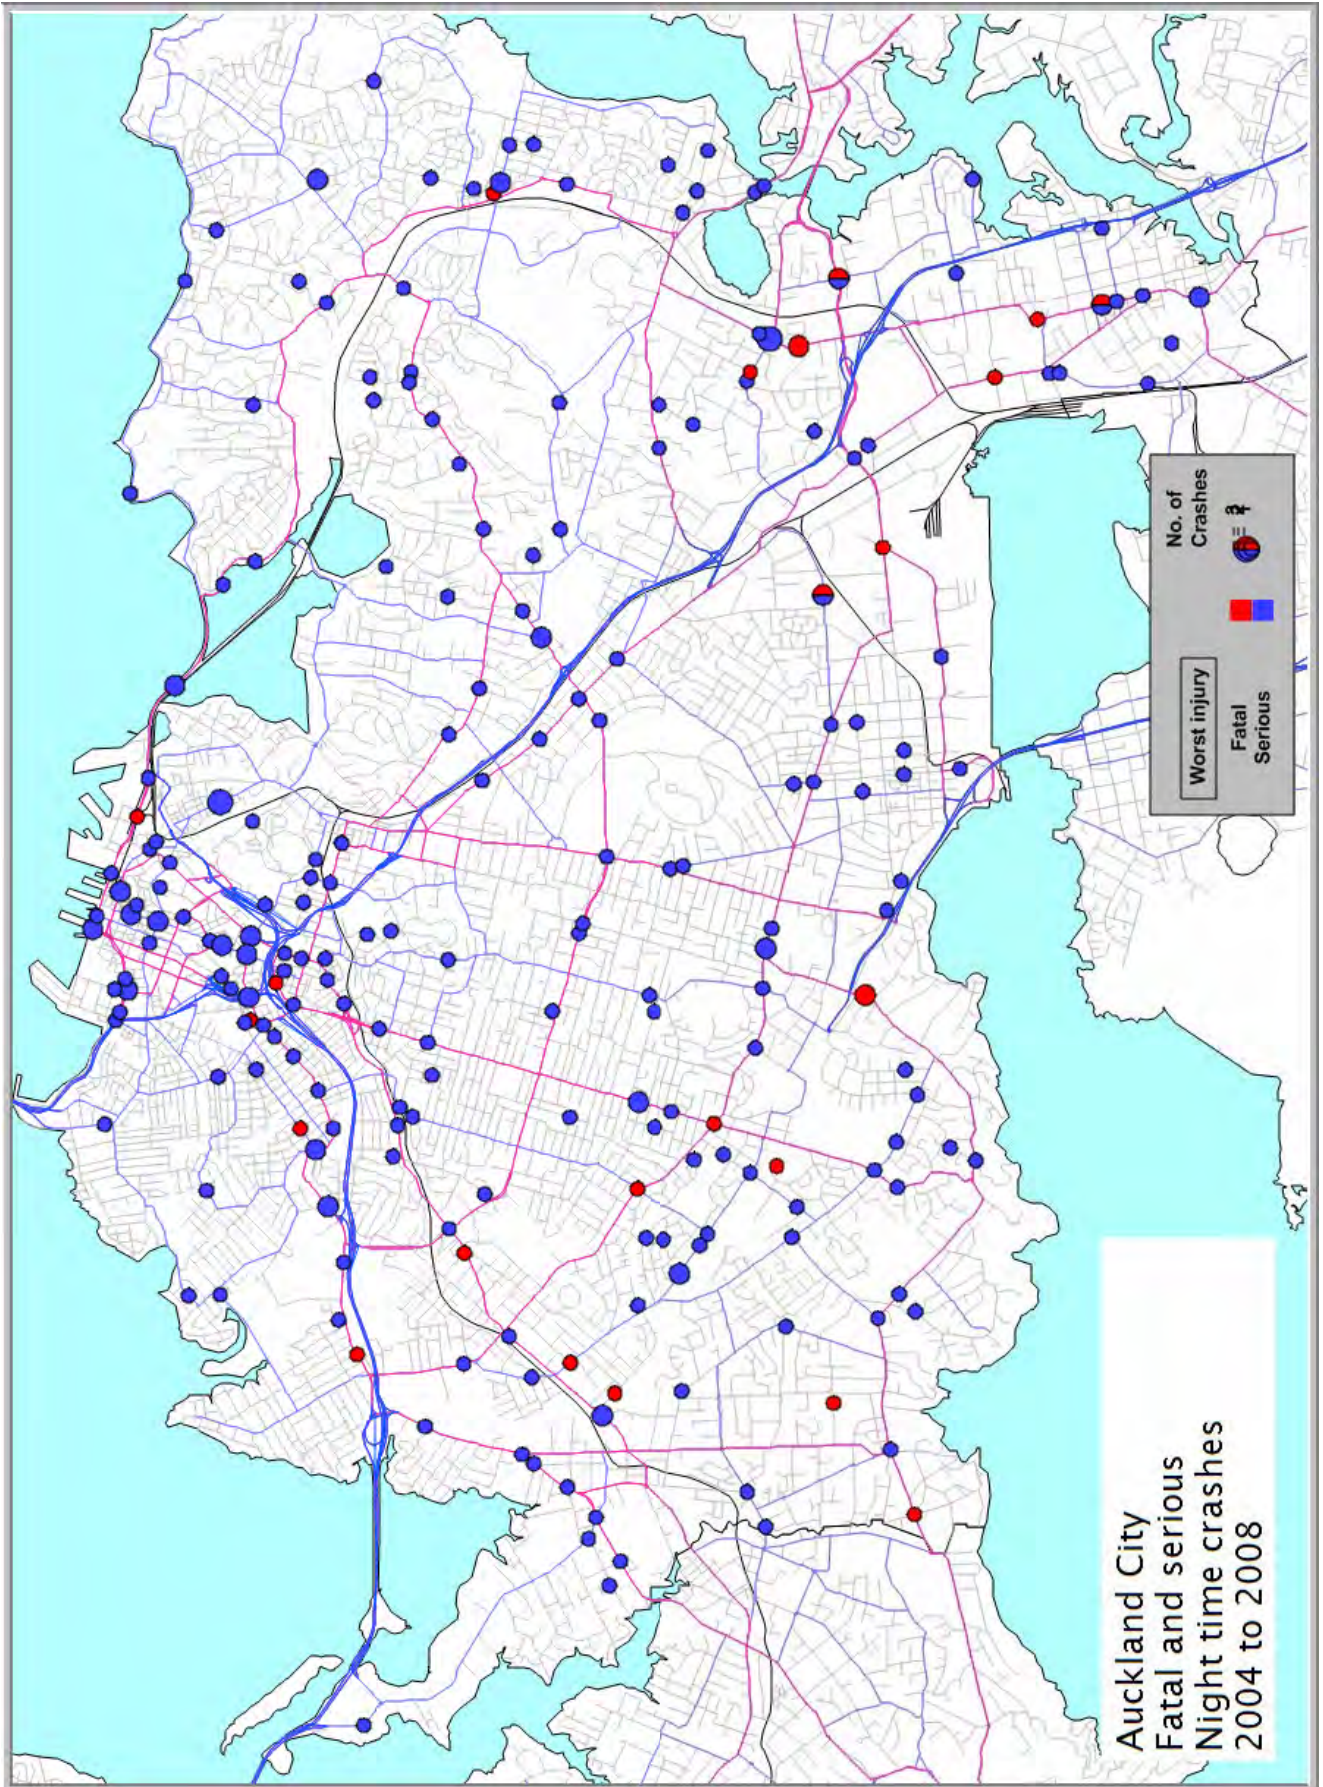 Auckland City
Fatal and serious
Night time crashes
2004 to 2008
Worst injury
Fatal
Serious
No. of
Crashes